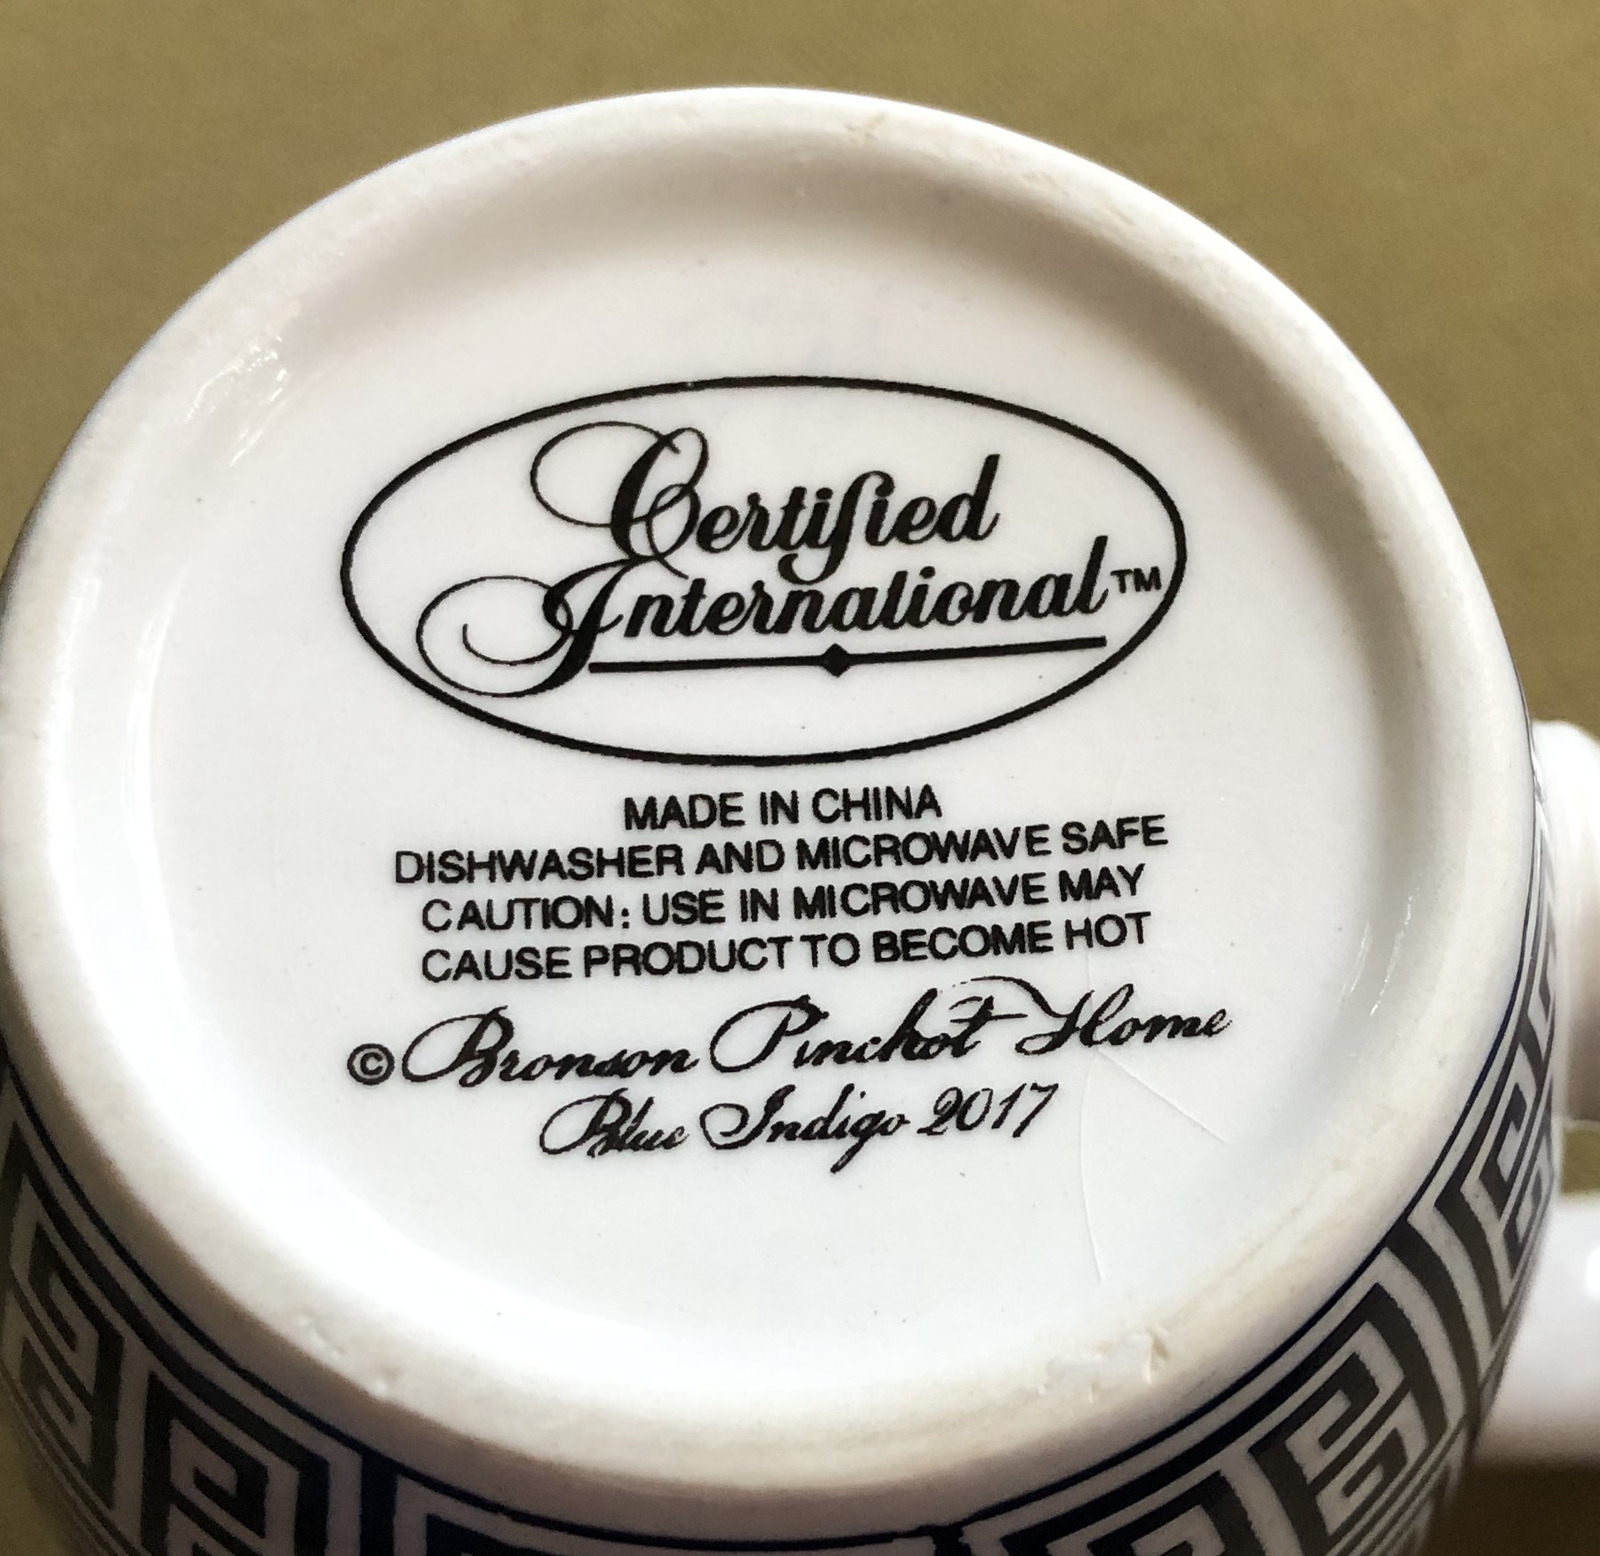 Certified
International™
MADE IN CHINA
DISHWASHER AND MICROWAVE SAFE
CAUTION: USE IN MICROWAVE MAY
CAUSE PRODUCT TO BECOME HOT
© Bronson Pinchot Home
Blue Indigo 2017